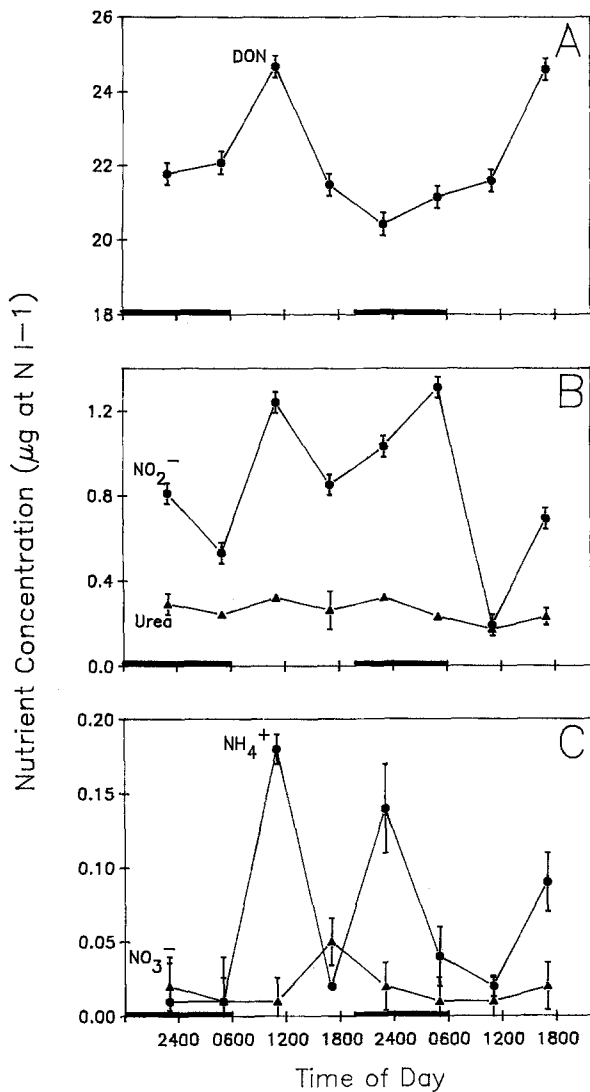 Nutrient Concentration (μg at N l−1)
26
24
22
20
18
DON
A
1.2
0.8
0.4
0.0
NO₂⁻
Urea
B
0.20
0.15
0.10
0.05
0.00
NH₄⁺
NO₃⁻
C
2400 0600 1200 1800 2400 0600 1200 1800
Time of Day